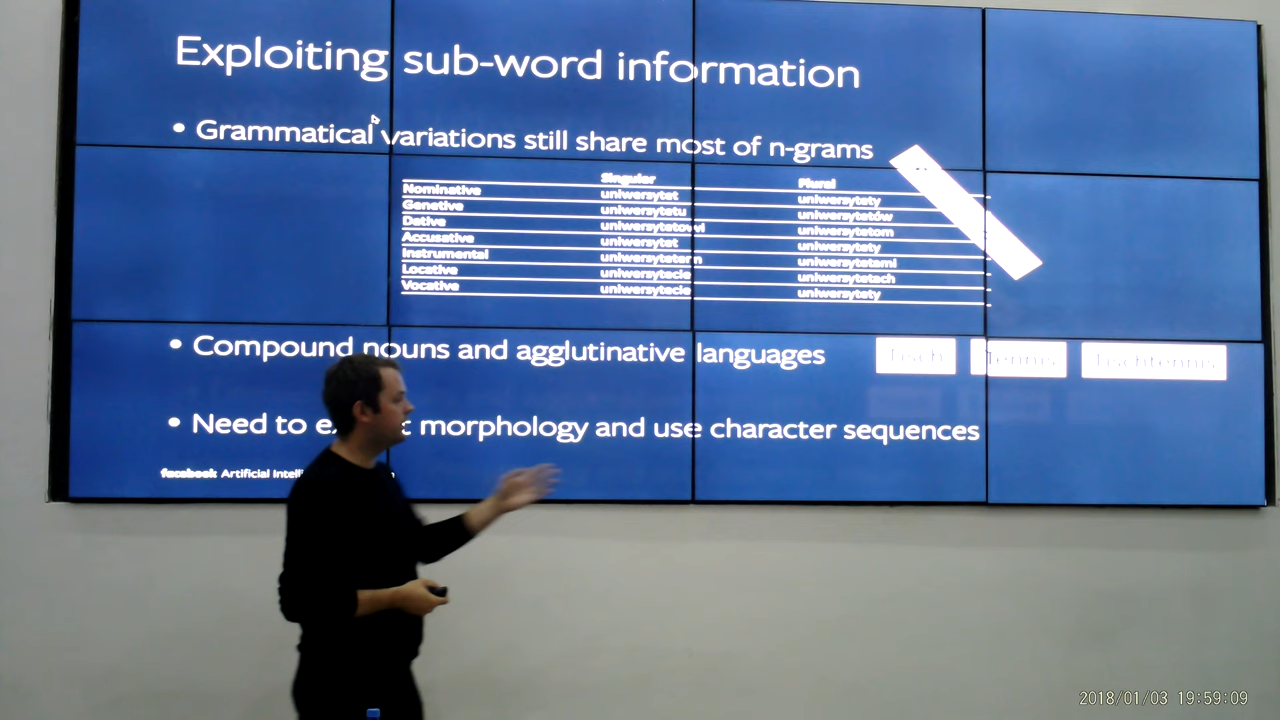 Exploiting sub-word information
• Grammatical variations still share most of n-grams
Singular Plural
Nominative uniwersytet uniwersytety
Genetive uniwersytetu uniwersytetów
Dative uniwersytetowi uniwersytetom
Accusative uniwersytet uniwersytety
Instrumental uniwersytetem uniwersytetami
Locative uniwersytecie uniwersytetach
Vocative uniwersytecie uniwersytety
• Compound nouns and agglutinative languages Tisch Tennis Tischtennis
• Need to morphology and use character sequences
facebook Artificial
2018/01/03 19:59:09